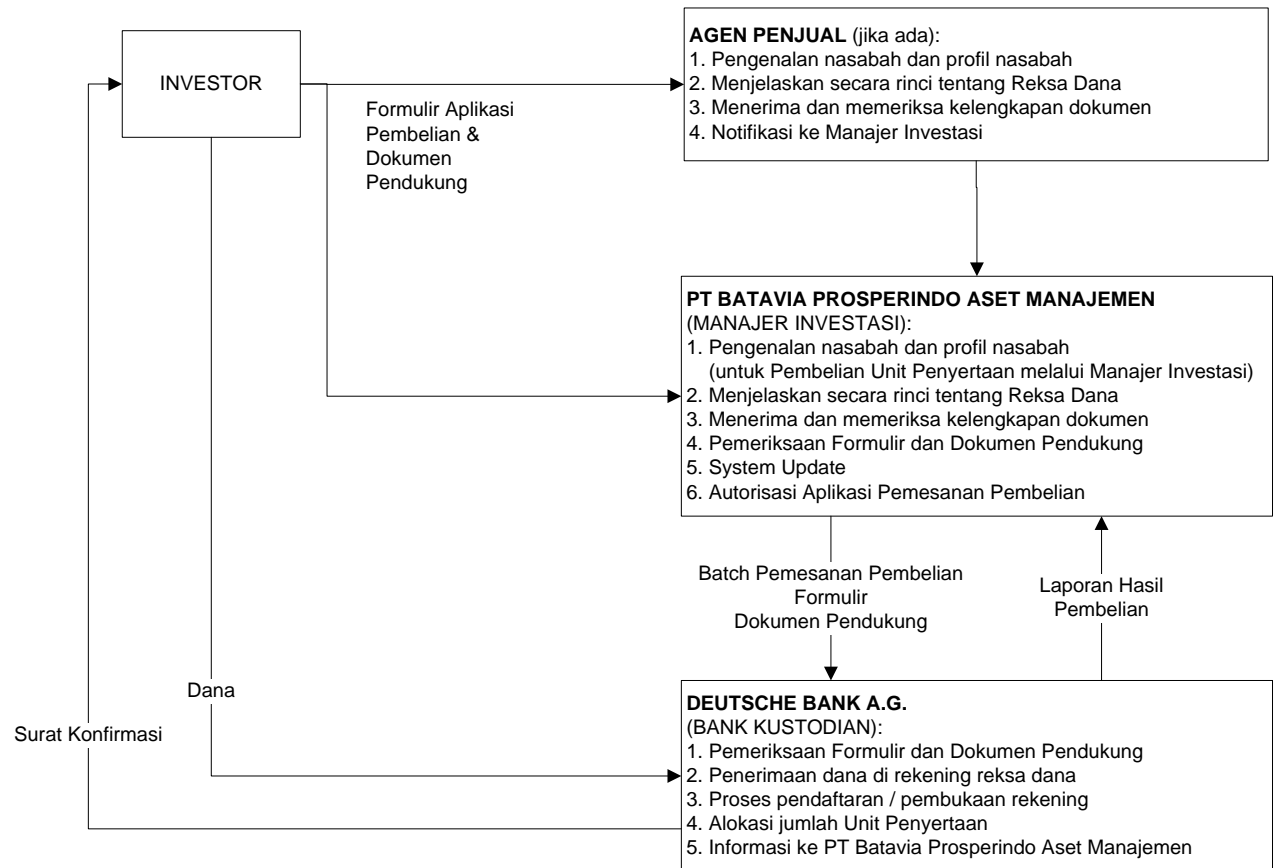 INVESTOR
Formulir Aplikasi
Pembelian &
Dokumen
Pendukung
AGEN PENJUAL (jika ada):
1. Pengenalan nasabah dan profil nasabah
2. Menjelaskan secara rinci tentang Reksa Dana
3. Menerima dan memeriksa kelengkapan dokumen
4. Notifikasi ke Manajer Investasi
PT BATAVIA PROSPERINDO ASET MANAJEMEN
(MANAJER INVESTASI):
1. Pengenalan nasabah dan profil nasabah
(untuk Pembelian Unit Penyertaan melalui Manajer Investasi)
2. Menjelaskan secara rinci tentang Reksa Dana
3. Menerima dan memeriksa kelengkapan dokumen
4. Pemeriksaan Formulir dan Dokumen Pendukung
5. System Update
6. Autorisasi Aplikasi Pemesanan Pembelian
Batch Pemesanan Pembelian
Formulir
Dokumen Pendukung
Laporan Hasil
Pembelian
Dana
Surat Konfirmasi
DEUTSCHE BANK A.G.
(BANK KUSTODIAN):
1. Pemeriksaan Formulir dan Dokumen Pendukung
2. Penerimaan dana di rekening reksa dana
3. Proses pendaftaran / pembukaan rekening
4. Alokasi jumlah Unit Penyertaan
5. Informasi ke PT Batavia Prosperindo Aset Manajemen